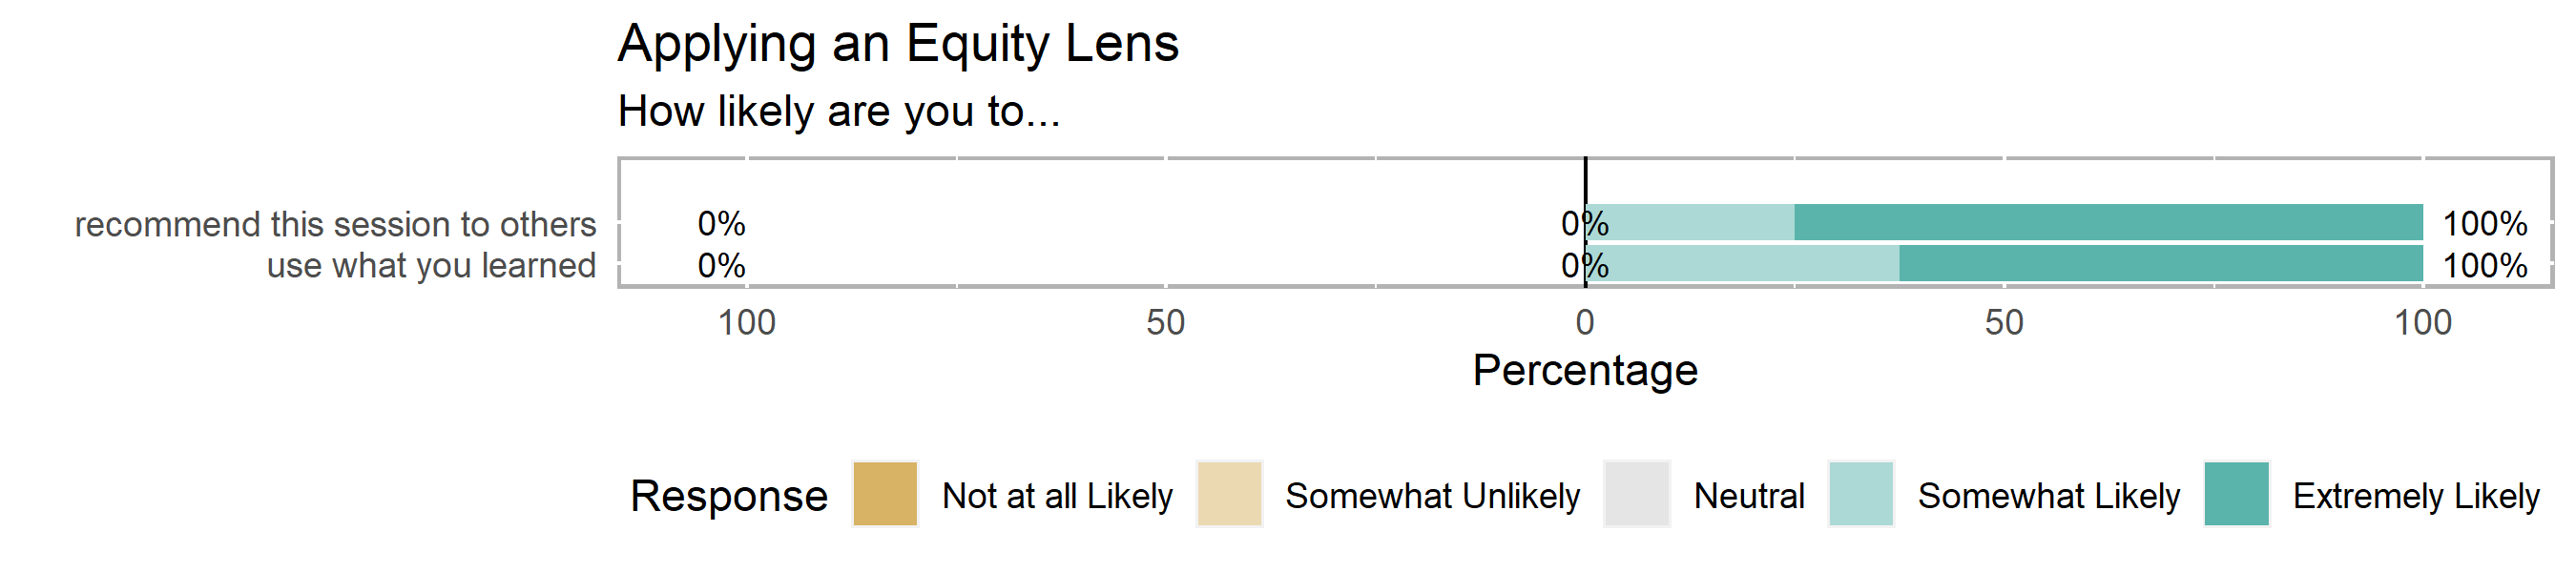 Applying an Equity Lens
How likely are you to...
recommend this session to others 0% 0% 100%
use what you learned 0% 0% 100%
100 50 0 50 100
Percentage
Response Not at all Likely Somewhat Unlikely Neutral Somewhat Likely Extremely Likely